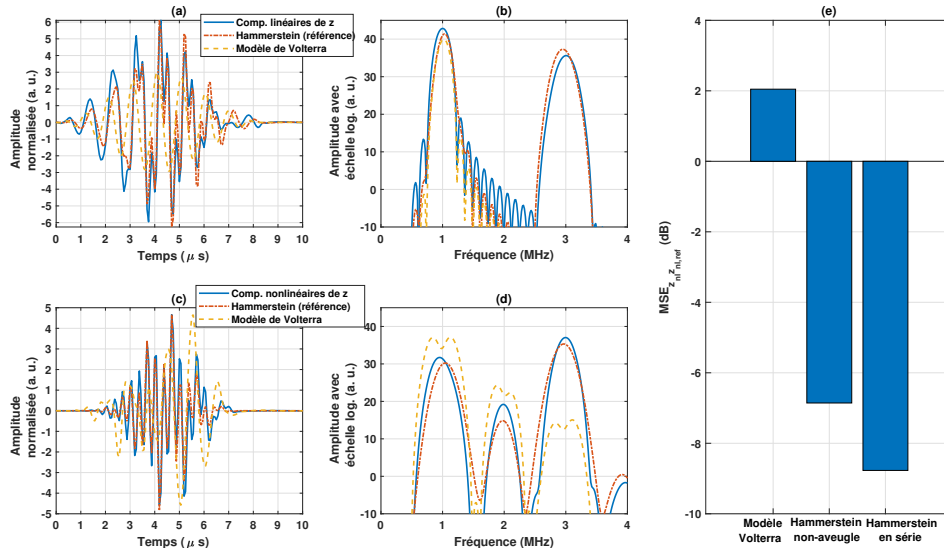 (a)
Comp. linéaires de z
Hammerstein (référence)
Modèle de Volterra
Amplitude
normalisée (a. u.)
6
5
4
3
2
1
0
-1
-2
-3
-4
-5
-6
0 1 2 3 4 5 6 7 8 9 10
Temps (μ s)
(b)
Amplitude avec
échelle log. (a. u.)
40
30
20
10
0
-10
0 1 2 3 4
Fréquence (MHz)
(c)
Comp. nonlinéaires de z
Hammerstein (référence)
Modèle de Volterra
Amplitude
normalisée (a. u.)
5
4
3
2
1
0
-1
-2
-3
-4
-5
0 1 2 3 4 5 6 7 8 9 10
Temps (μ s)
(d)
Amplitude avec
échelle log. (a. u.)
40
30
20
10
0
-10
0 1 2 3 4
Fréquence (MHz)
(e)
MSE z nl z nl,ref (dB)
4
2
0
-2
-4
-6
-8
-10
Modèle Hammerstein Hammerstein
Volterra non-aveugle en série